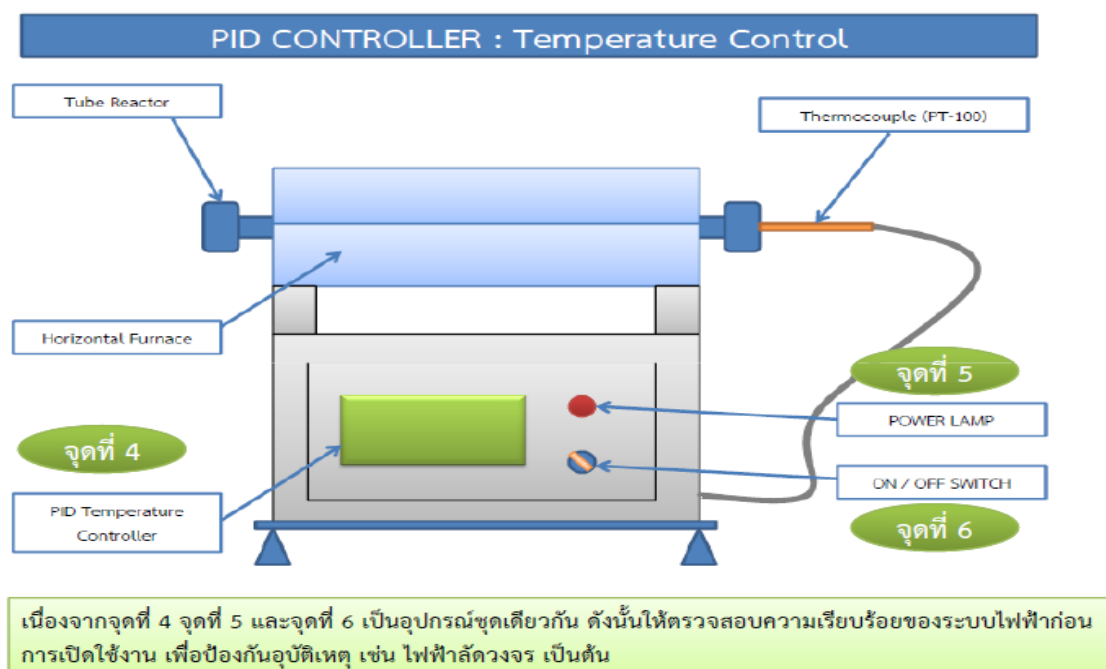 PID CONTROLLER : Temperature Control
Tube Reactor
Thermocouple (PT-100)
Horizontal Furnace
จุดที่ 5
POWER LAMP
จุดที่ 4
ON / OFF SWITCH
PID Temperature
Controller
จุดที่ 6
เนื่องจากจุดที่ 4 จุดที่ 5 และจุดที่ 6 เป็นอุปกรณ์ชุดเดียวกัน ดังนั้นให้ตรวจสอบความเรียบร้อยของระบบไฟฟ้าก่อน
การเปิดใช้งาน เพื่อป้องกันอุบัติเหตุ เช่น ไฟฟ้าลัดวงจร เป็นต้น